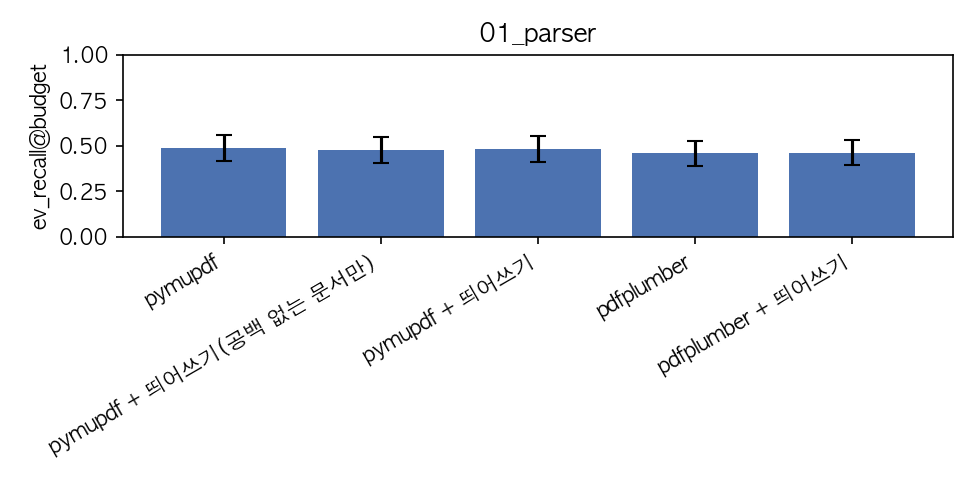 01_parser
ev_recall@budget
1.00
0.75
0.50
0.25
0.00
pymupdf
pymupdf + 띄어쓰기(공백 없는 문서만)
pymupdf + 띄어쓰기
pdfplumber
pdfplumber + 띄어쓰기